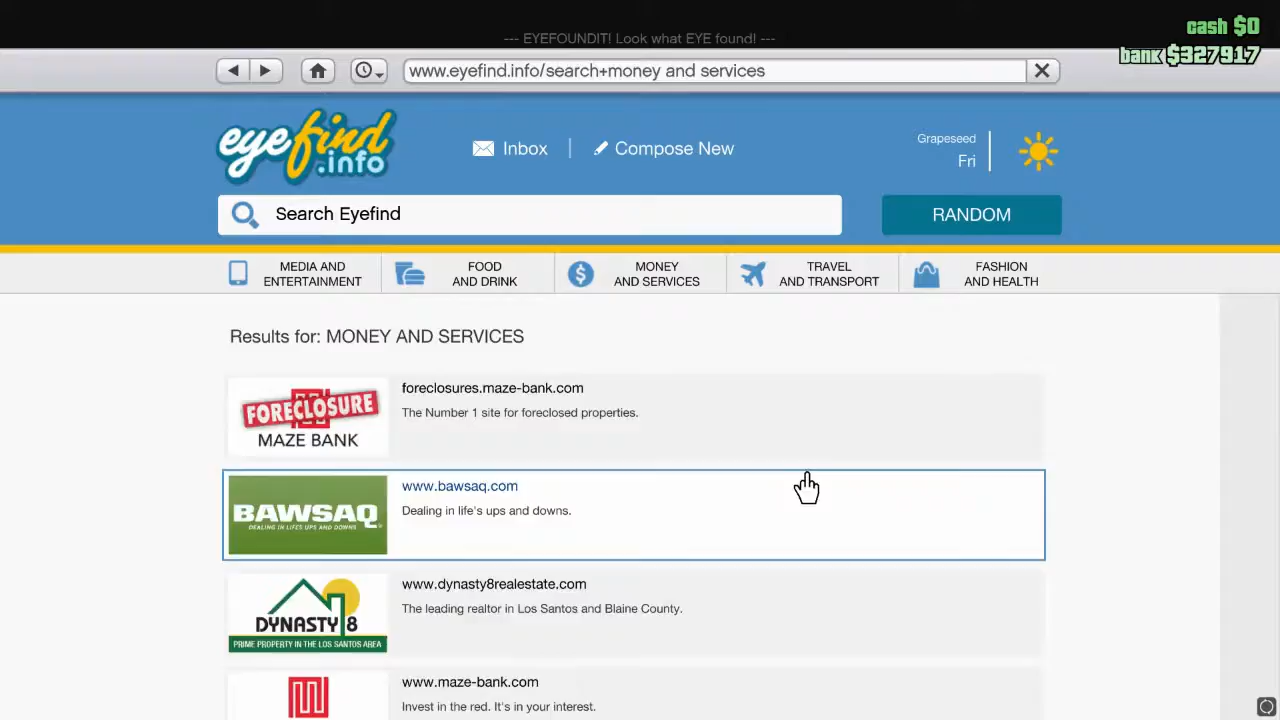 cash $0
--- EYEFOUNDIT! Look what EYE found! ---
bank $327917
www.eyefind.info/search+money and services
eyefind
.info
Inbox
Compose New
Grapeseed
Fri
Search Eyefind
RANDOM
MEDIA AND
ENTERTAINMENT
FOOD
AND DRINK
MONEY
AND SERVICES
TRAVEL
AND TRANSPORT
FASHION
AND HEALTH
Results for: MONEY AND SERVICES
FORECLOSURE
MAZE BANK
foreclosures.maze-bank.com
The Number 1 site for foreclosed properties.
BAWSAQ
DEALING IN LIFE'S UPS AND DOWNS
www.bawsaq.com
Dealing in life's ups and downs.
DYNASTY 8
PRIME PROPERTY IN THE LOS SANTOS AREA
www.dynasty8realestate.com
The leading realtor in Los Santos and Blaine County.
www.maze-bank.com
Invest in the red. It's in your interest.